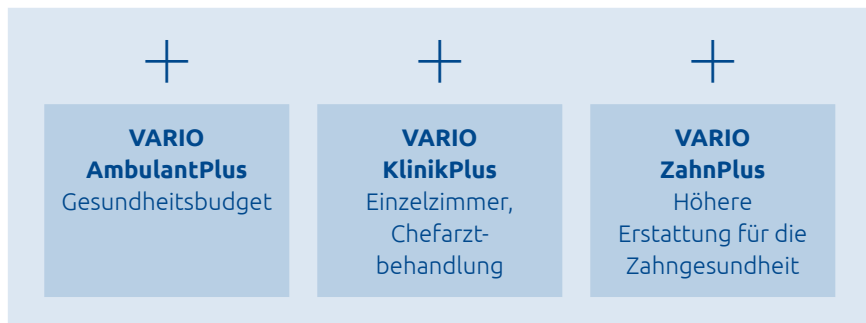 +
+
+
VARIO
AmbulantPlus
Gesundheitsbudget
VARIO
KlinikPlus
Einzelzimmer,
Chefarzt-
behandlung
VARIO
ZahnPlus
Höhere
Erstattung für die
Zahngesundheit